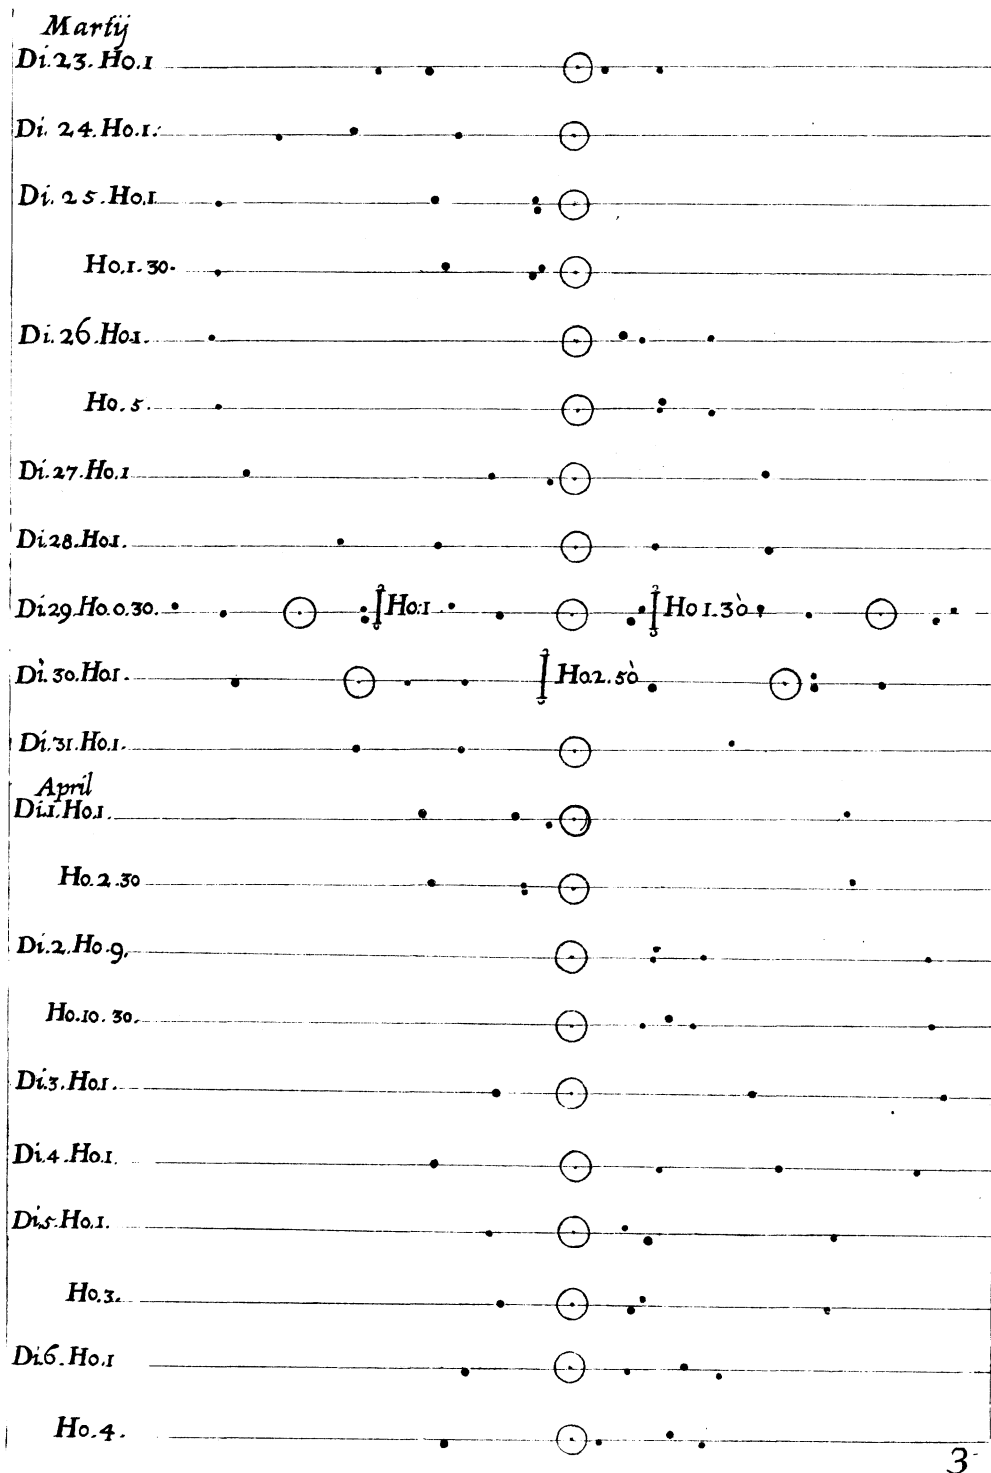 Martij
Di.23.Ho.1
Di.24.Ho.1.
Di.25.Ho.1
Ho.1.30.
Di.26.Ho.1.
Ho.5.
Di.27.Ho.1
Di.28.Ho.1.
Di.29.Ho.0.30. Ho.1 Ho 1.30
Di.30.Ho.1. Ho.2.50
Di.31.Ho.1.
April
Di.1.Ho.1.
Ho.2.30
Di.2.Ho.9.
Ho.10.30.
Di.3.Ho.1.
Di.4.Ho.1.
Di.5.Ho.1.
Ho.3.
Di.6.Ho.1
Ho.4.
3